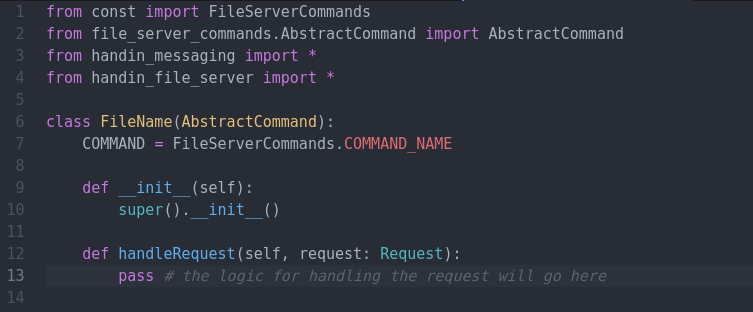 1 from const import FileServerCommands
2 from file_server_commands.AbstractCommand import AbstractCommand
3 from handin_messaging import *
4 from handin_file_server import *
5
6 class FileName(AbstractCommand):
7     COMMAND = FileServerCommands.COMMAND_NAME
8
9     def __init__(self):
10         super().__init__()
11
12     def handleRequest(self, request: Request):
13         pass # the logic for handling the request will go here
14